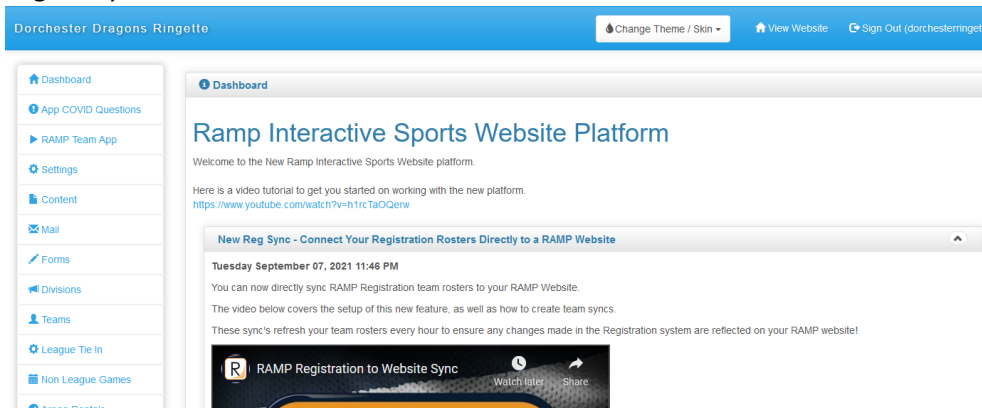 Dorchester Dragons Ringette
Change Theme / Skin
View Website
Sign Out (dorchesterringet
Dashboard
App COVID Questions
RAMP Team App
Settings
Content
Mail
Forms
Divisions
Teams
League Tie In
Non League Games
Dashboard
Ramp Interactive Sports Website Platform
Welcome to the New Ramp Interactive Sports Website platform.
Here is a video tutorial to get you started on working with the new platform.
https://www.youtube.com/watch?v=h1rcTaOQerw
New Reg Sync - Connect Your Registration Rosters Directly to a RAMP Website
Tuesday September 07, 2021 11:46 PM
You can now directly sync RAMP Registration team rosters to your RAMP Website.
The video below covers the setup of this new feature, as well as how to create team syncs.
These sync's refresh your team rosters every hour to ensure any changes made in the Registration system are reflected on your RAMP website!
R
RAMP Registration to Website Sync
Watch later
Share